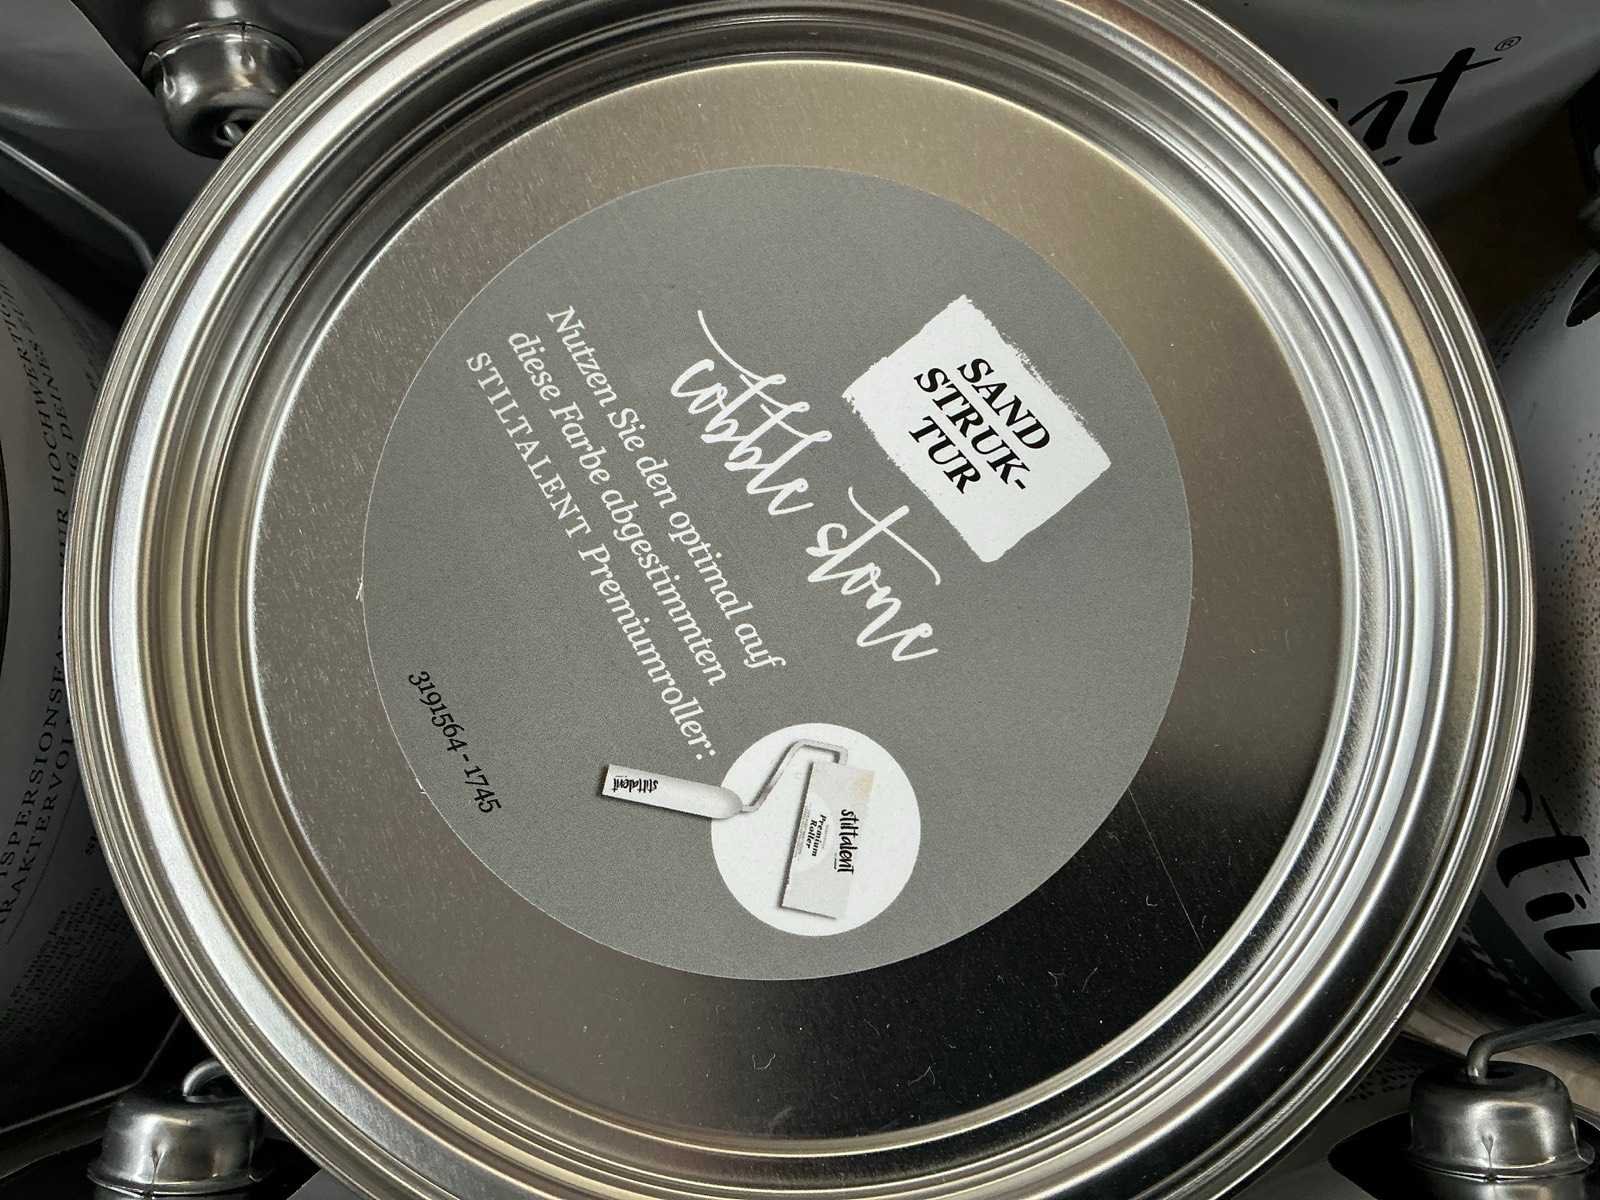 SAND
STRUK-
TUR
cobble stone
Nutzen Sie den optimal auf
diese Farbe abgestimmten
STILTALENT Premiumroller:
stiltalent
stiltalent
Premium
Roller
3191564 - 1745